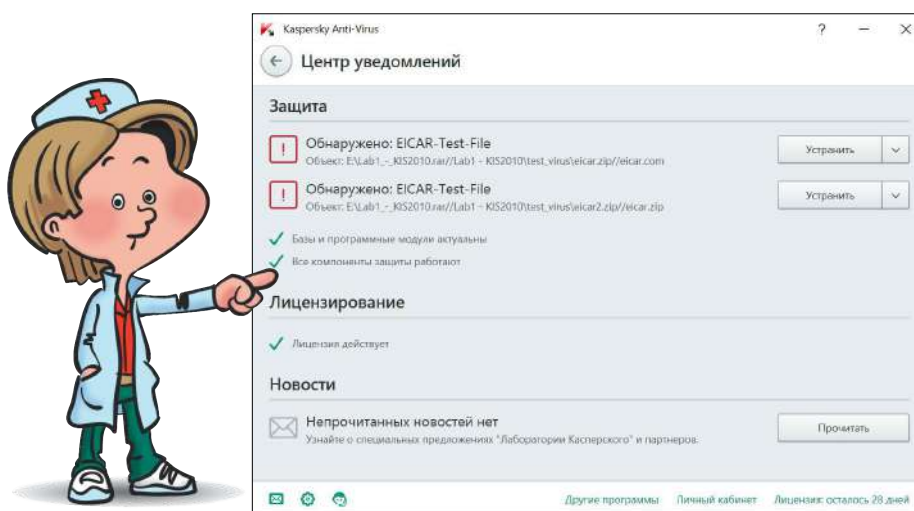 Kaspersky Anti-Virus
Центр уведомлений
Защита
Обнаружено: EICAR-Test-File
Объект: E:\Lab1_-_KIS2010.rar//Lab1 - KIS2010\test_virus\eicar.zip//eicar.com
Устранить
Обнаружено: EICAR-Test-File
Объект: E:\Lab1_-_KIS2010.rar//Lab1 - KIS2010\test_virus\eicar2.zip//eicar.zip
Устранить
Базы и программные модули актуальны
Все компоненты защиты работают
Лицензирование
Лицензия действует
Новости
Непрочитанных новостей нет
Узнайте о специальных предложениях "Лаборатории Касперского" и партнеров.
Прочитать
Другие программы Личный кабинет Лицензия: осталось 28 дней